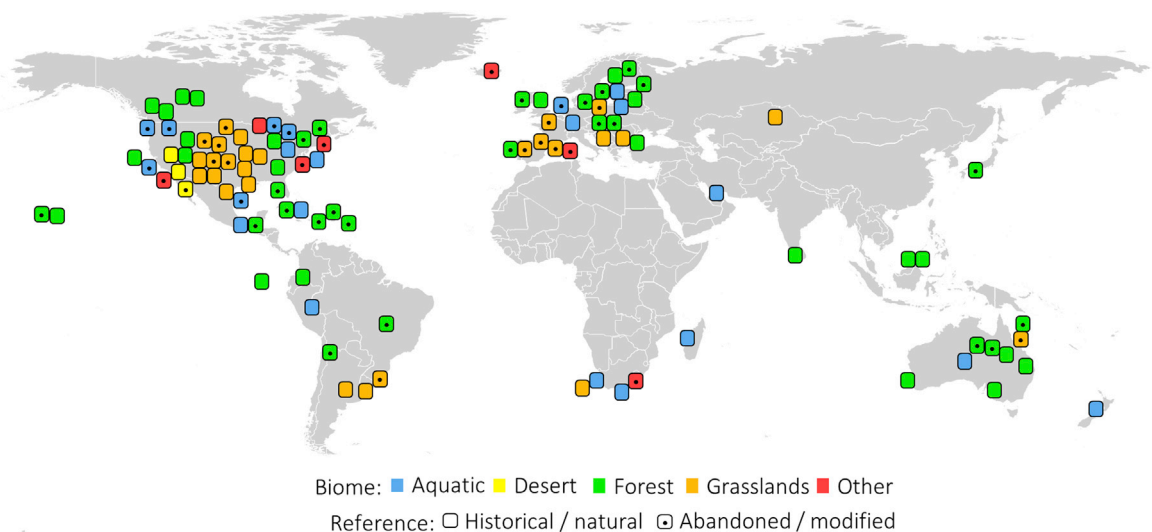 Biome: Aquatic Desert Forest Grasslands Other
Reference: Historical / natural Abandoned / modified